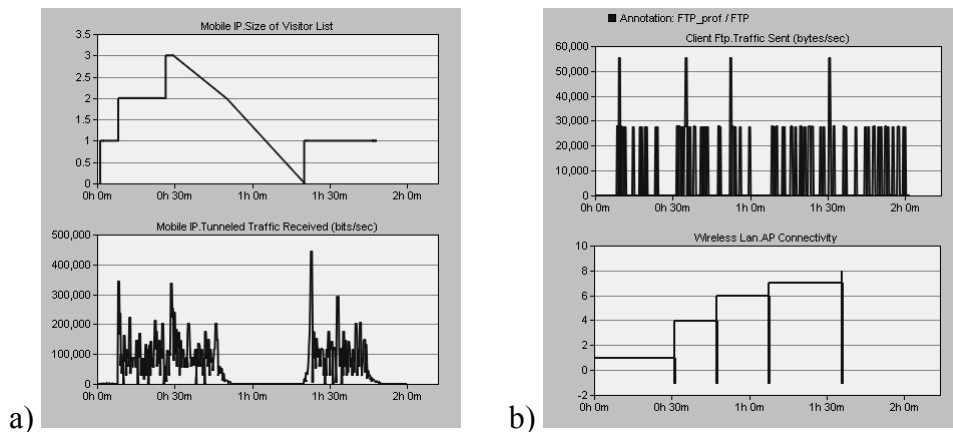 Mobile IP.Size of Visitor List
3.5
3
2.5
2
1.5
1
0.5
0
0h 0m 0h 30m 1h 0m 1h 30m 2h 0m
Mobile IP.Tunneled Traffic Received (bits/sec)
500,000
400,000
300,000
200,000
100,000
0
0h 0m 0h 30m 1h 0m 1h 30m 2h 0m
a)
Annotation: FTP_prof / FTP
Client Ftp.Traffic Sent (bytes/sec)
60,000
50,000
40,000
30,000
20,000
10,000
0
0h 0m 0h 30m 1h 0m 1h 30m 2h 0m
Wireless Lan.AP Connectivity
10
8
6
4
2
0
-2
0h 0m 0h 30m 1h 0m 1h 30m 2h 0m
b)